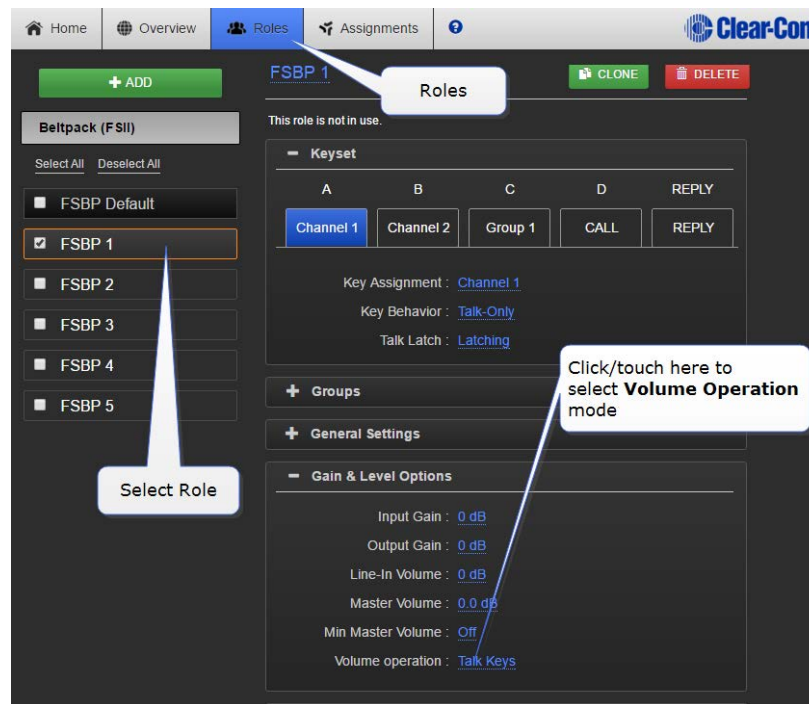 Home Overview Roles Assignments ? Clear-Com
+ ADD
FSBP 1
CLONE DELETE
Roles
Beltpack (FSII)
This role is not in use.
Select All Deselect All
− Keyset
A B C D REPLY
Channel 1 Channel 2 Group 1 CALL REPLY
FSBP Default
FSBP 1
FSBP 2
FSBP 3
FSBP 4
FSBP 5
Select Role
Key Assignment : Channel 1
Key Behavior : Talk-Only
Talk Latch : Latching
Click/touch here to
select Volume Operation
mode
+ Groups
+ General Settings
− Gain & Level Options
Input Gain : 0 dB
Output Gain : 0 dB
Line-In Volume : 0 dB
Master Volume : 0.0 dB
Min Master Volume : Off
Volume operation : Talk Keys